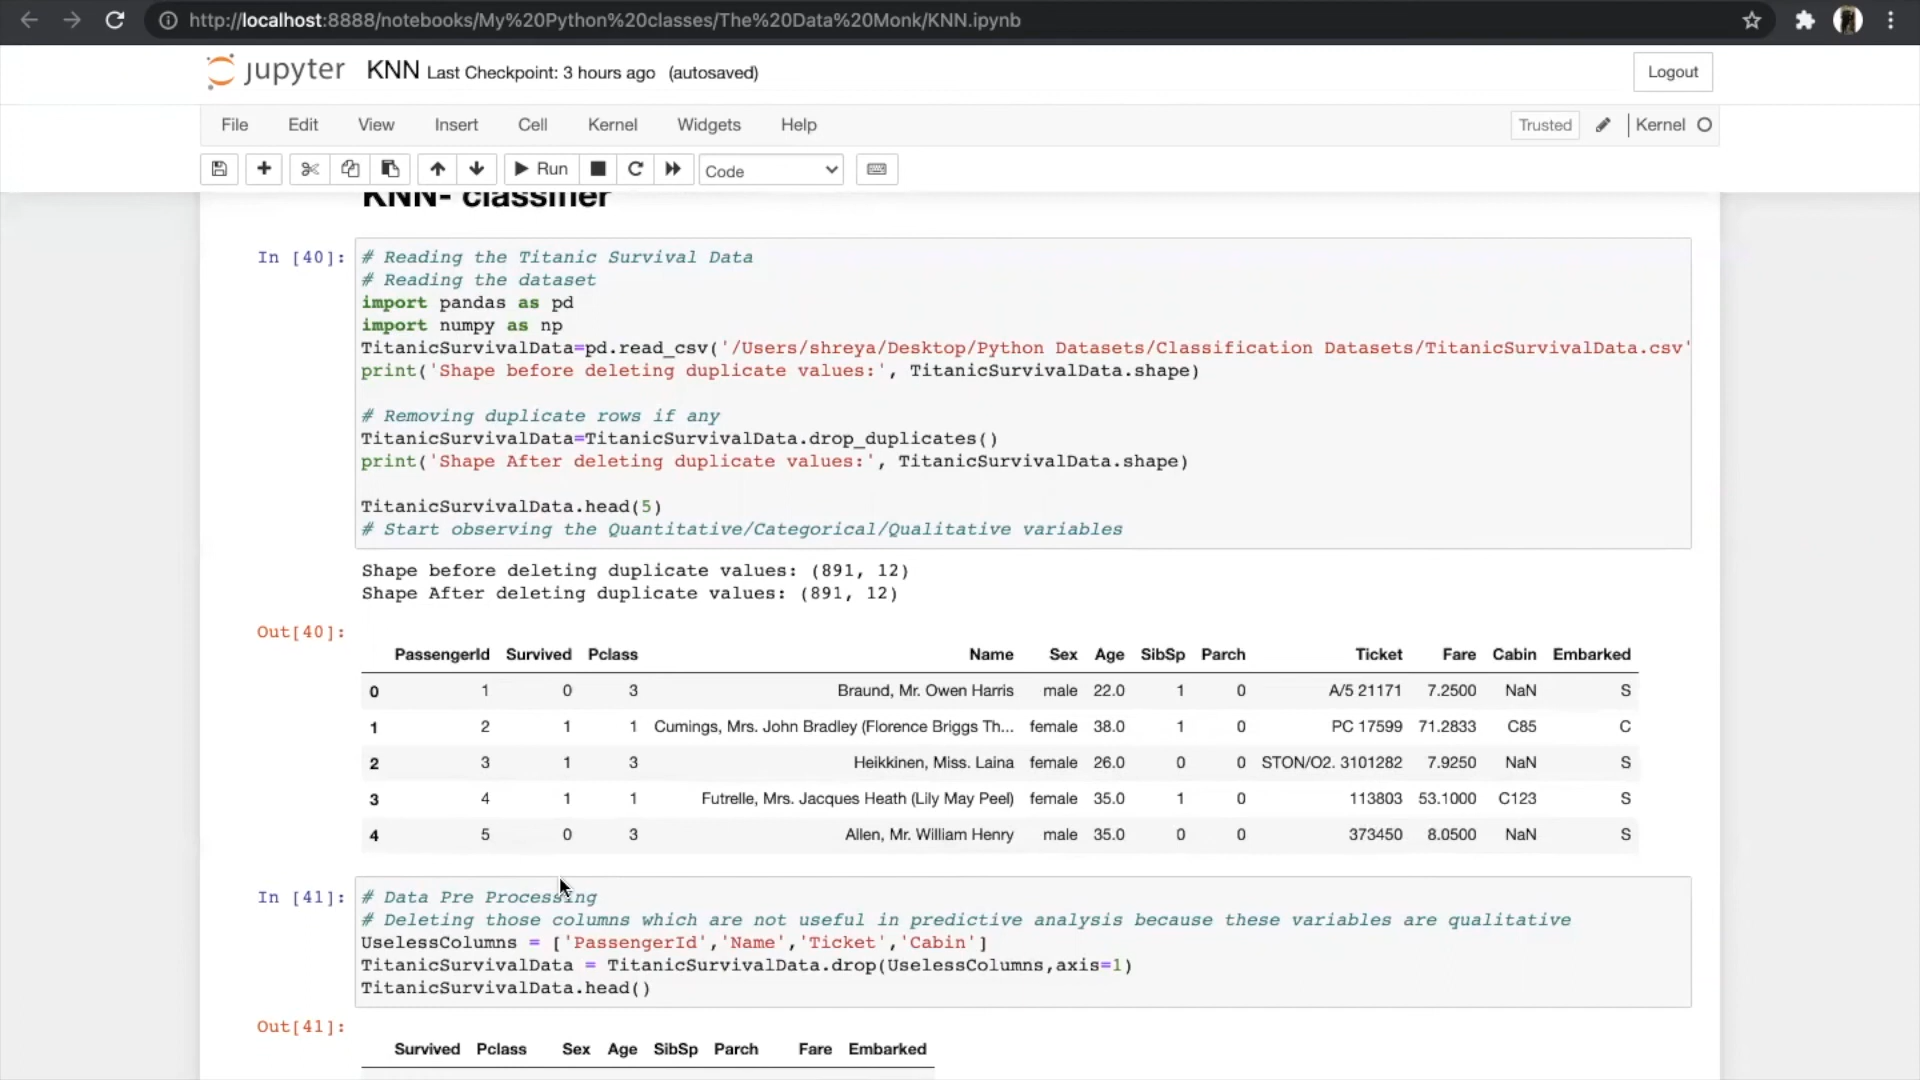 http://localhost:8888/notebooks/My%20Python%20classes/The%20Data%20Monk/KNN.ipynb
jupyter KNN Last Checkpoint: 3 hours ago (autosaved)
Logout
File Edit View Insert Cell Kernel Widgets Help
Trusted Kernel
Run Code
KNN- classifier
In [40]: # Reading the Titanic Survival Data
# Reading the dataset
import pandas as pd
import numpy as np
TitanicSurvivalData=pd.read_csv('/Users/shreya/Desktop/Python Datasets/Classification Datasets/TitanicSurvivalData.csv'
print('Shape before deleting duplicate values:', TitanicSurvivalData.shape)
# Removing duplicate rows if any
TitanicSurvivalData=TitanicSurvivalData.drop_duplicates()
print('Shape After deleting duplicate values:', TitanicSurvivalData.shape)
TitanicSurvivalData.head(5)
# Start observing the Quantitative/Categorical/Qualitative variables
Shape before deleting duplicate values: (891, 12)
Shape After deleting duplicate values: (891, 12)
Out[40]:
PassengerId Survived Pclass Name Sex Age SibSp Parch Ticket Fare Cabin Embarked
0 1 0 3 Braund, Mr. Owen Harris male 22.0 1 0 A/5 21171 7.2500 NaN S
1 2 1 1 Cumings, Mrs. John Bradley (Florence Briggs Th... female 38.0 1 0 PC 17599 71.2833 C85 C
2 3 1 3 Heikkinen, Miss. Laina female 26.0 0 0 STON/O2. 3101282 7.9250 NaN S
3 4 1 1 Futrelle, Mrs. Jacques Heath (Lily May Peel) female 35.0 1 0 113803 53.1000 C123 S
4 5 0 3 Allen, Mr. William Henry male 35.0 0 0 373450 8.0500 NaN S
In [41]: # Data Pre Processing
# Deleting those columns which are not useful in predictive analysis because these variables are qualitative
UselessColumns = ['PassengerId','Name','Ticket','Cabin']
TitanicSurvivalData = TitanicSurvivalData.drop(UselessColumns,axis=1)
TitanicSurvivalData.head()
Out[41]:
Survived Pclass Sex Age SibSp Parch Fare Embarked